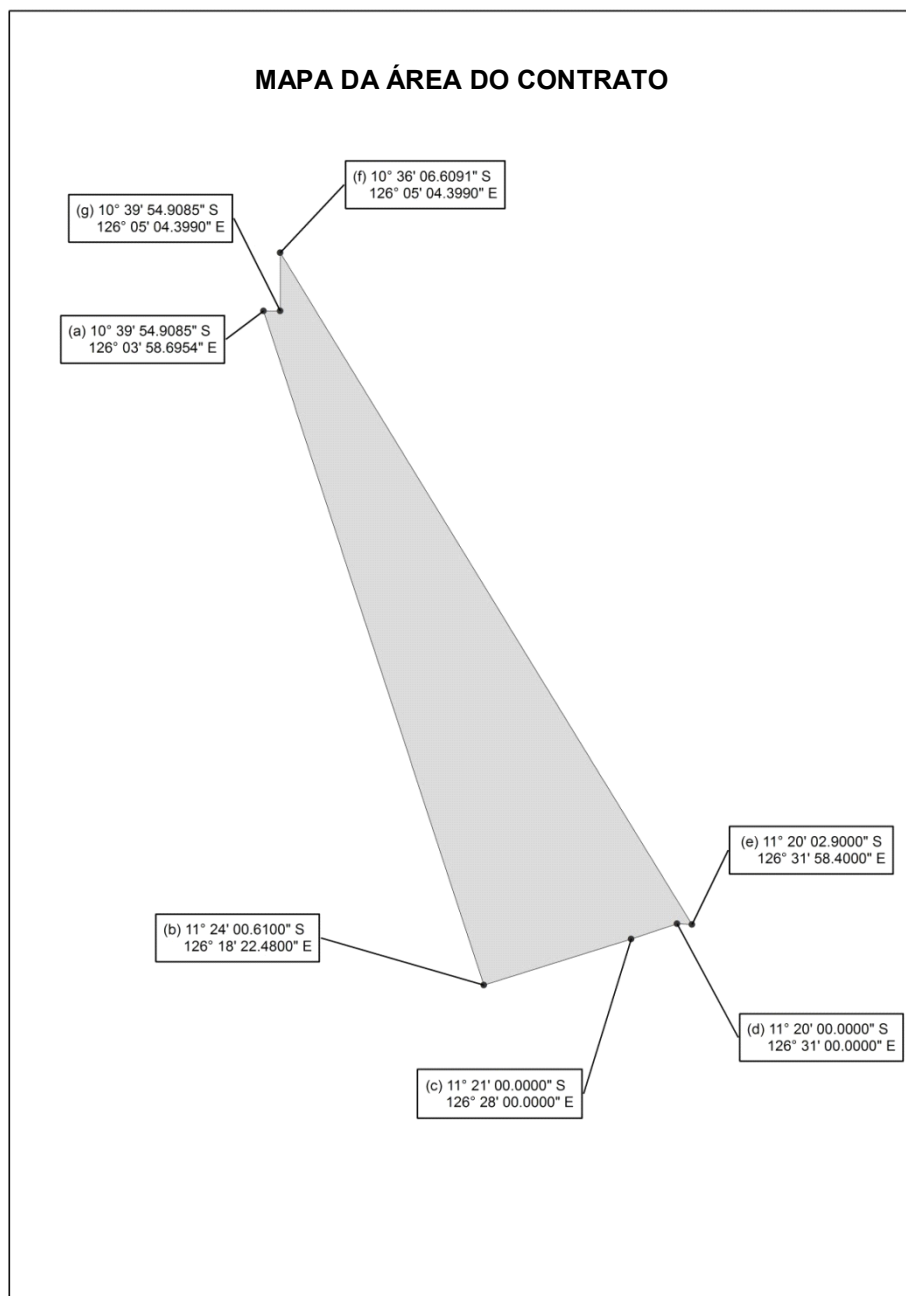 MAPA DA ÁREA DO CONTRATO
(f) 10° 36' 06.6091" S
126° 05' 04.3990" E
(g) 10° 39' 54.9085" S
126° 05' 04.3990" E
(a) 10° 39' 54.9085" S
126° 03' 58.6954" E
(e) 11° 20' 02.9000" S
126° 31' 58.4000" E
(b) 11° 24' 00.6100" S
126° 18' 22.4800" E
(d) 11° 20' 00.0000" S
126° 31' 00.0000" E
(c) 11° 21' 00.0000" S
126° 28' 00.0000" E